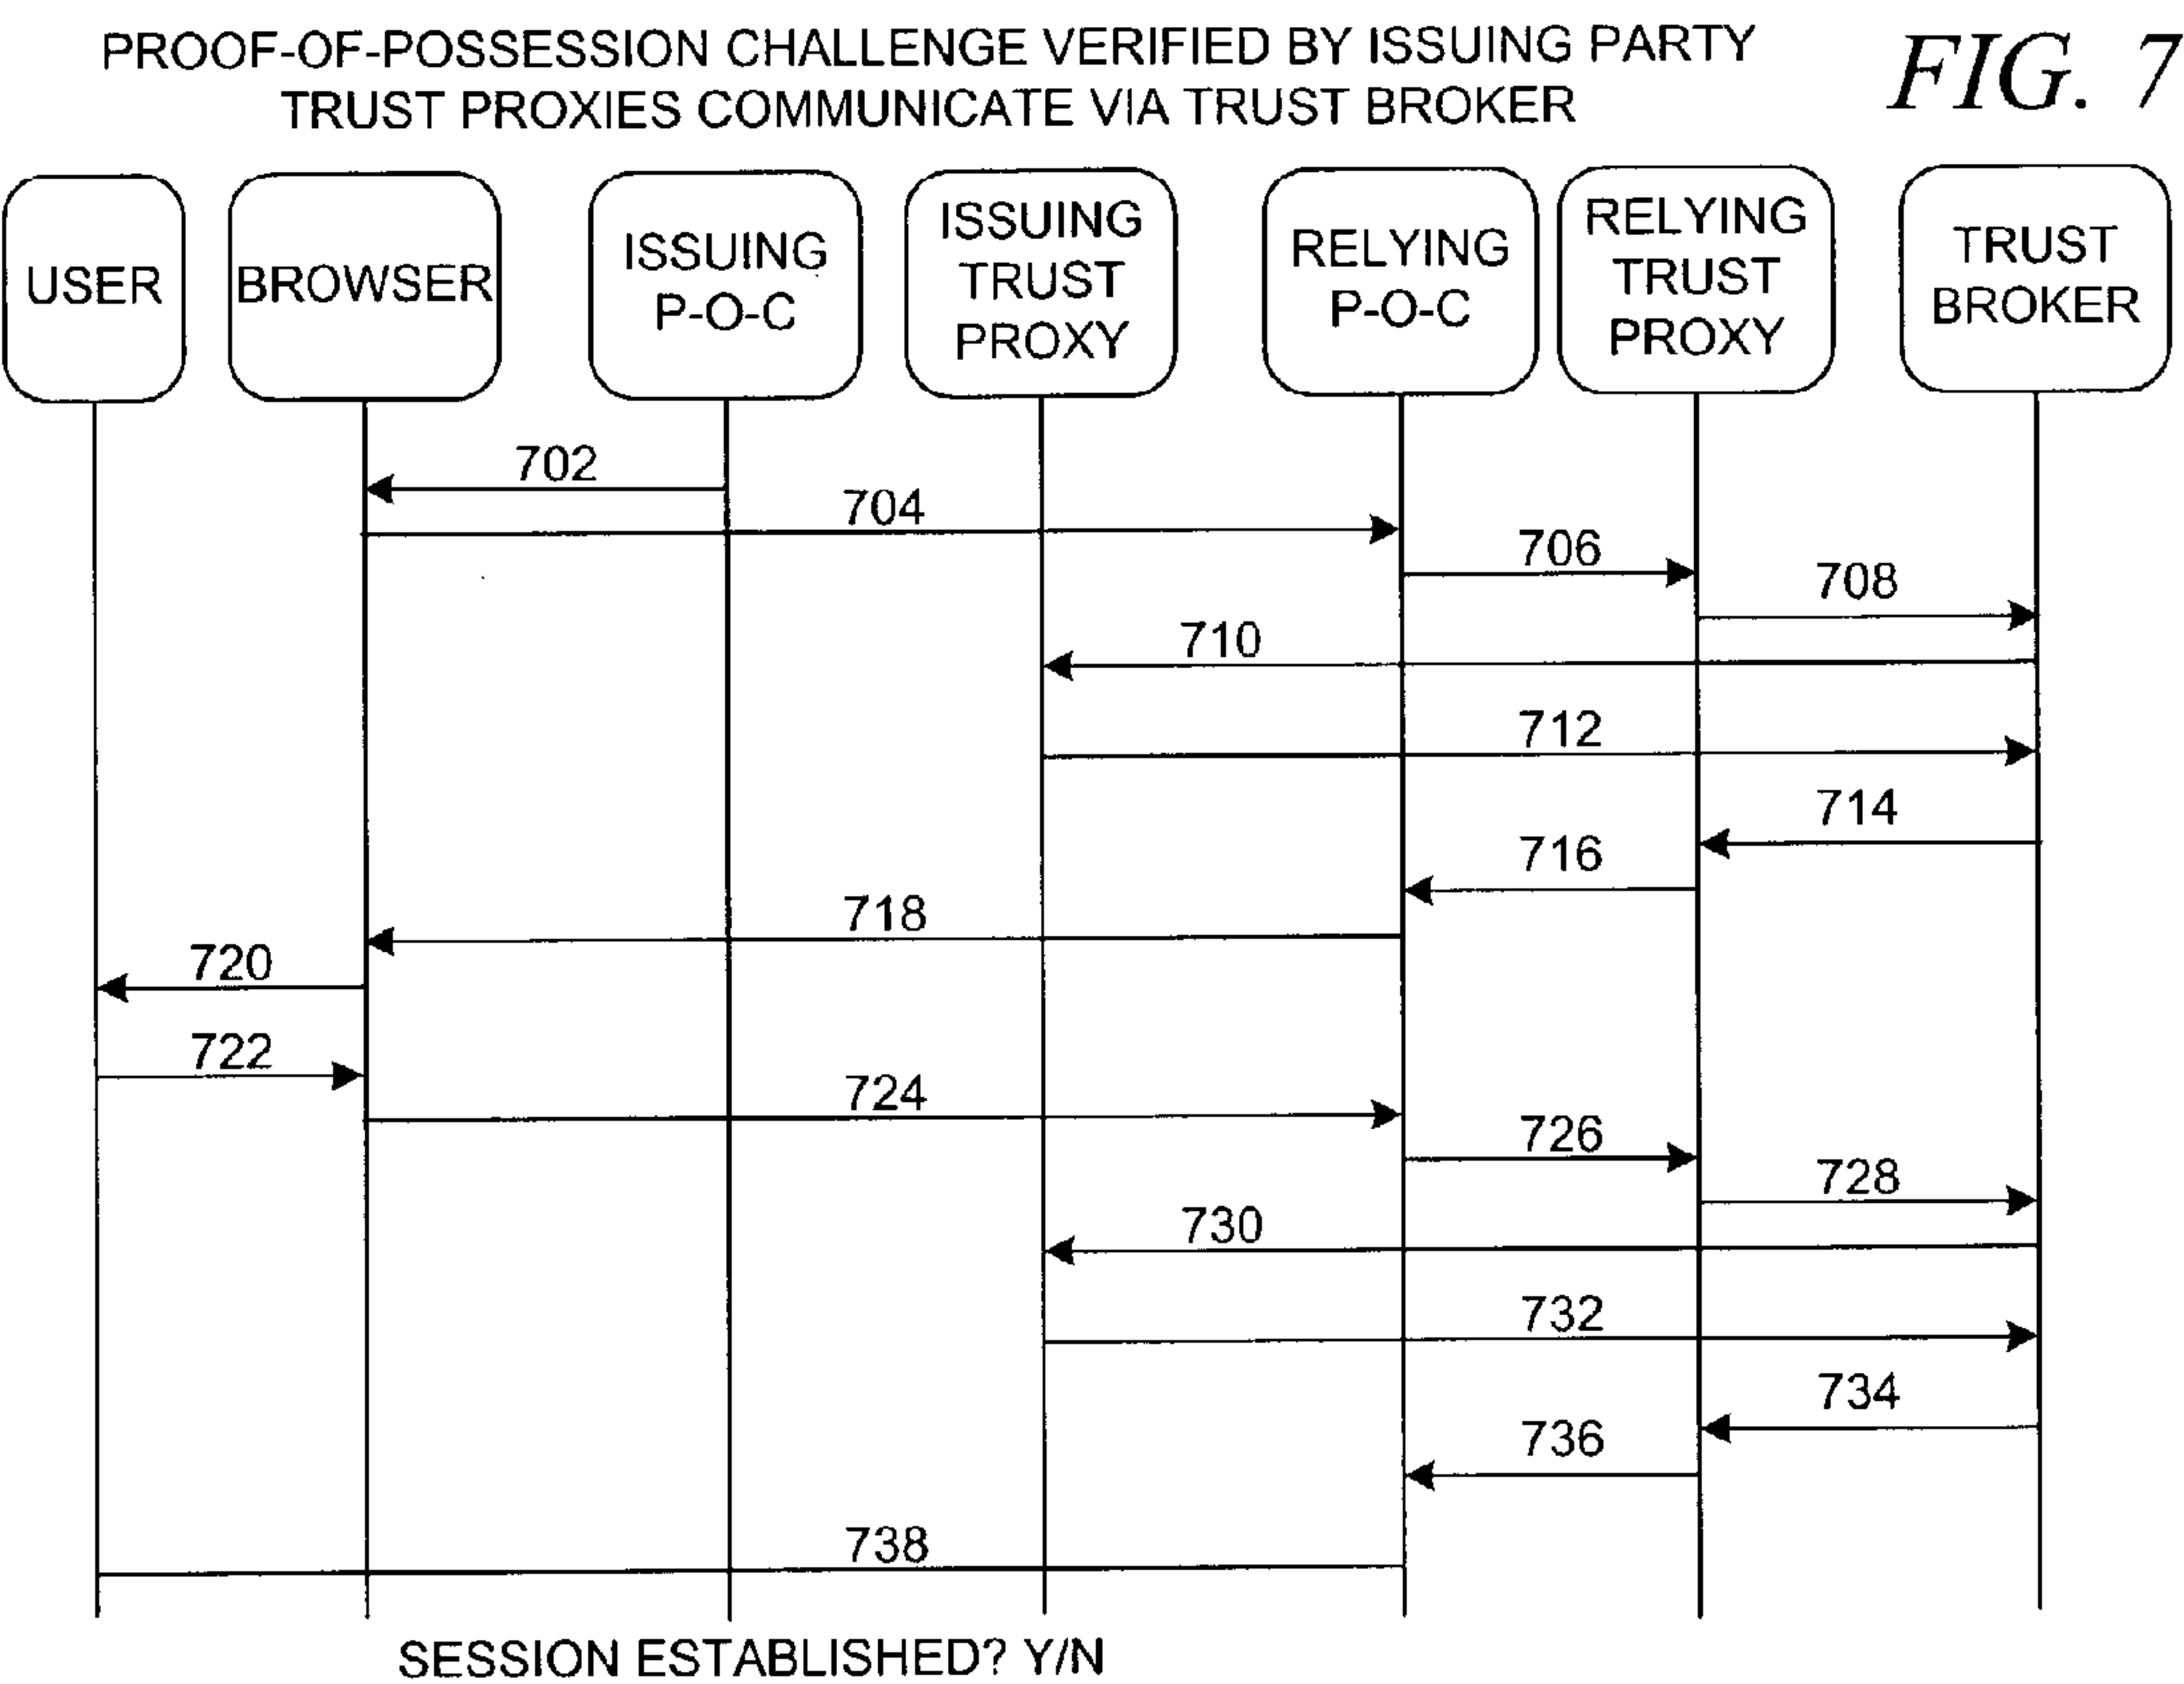 PROOF-OF-POSSESSION CHALLENGE VERIFIED BY ISSUING PARTY
TRUST PROXIES COMMUNICATE VIA TRUST BROKER
FIG. 7
USER
BROWSER
ISSUING
P-O-C
ISSUING
TRUST
PROXY
RELYING
P-O-C
RELYING
TRUST
PROXY
TRUST
BROKER
702
704
706
708
710
712
714
716
718
720
722
724
726
728
730
732
734
736
738
SESSION ESTABLISHED? Y/N